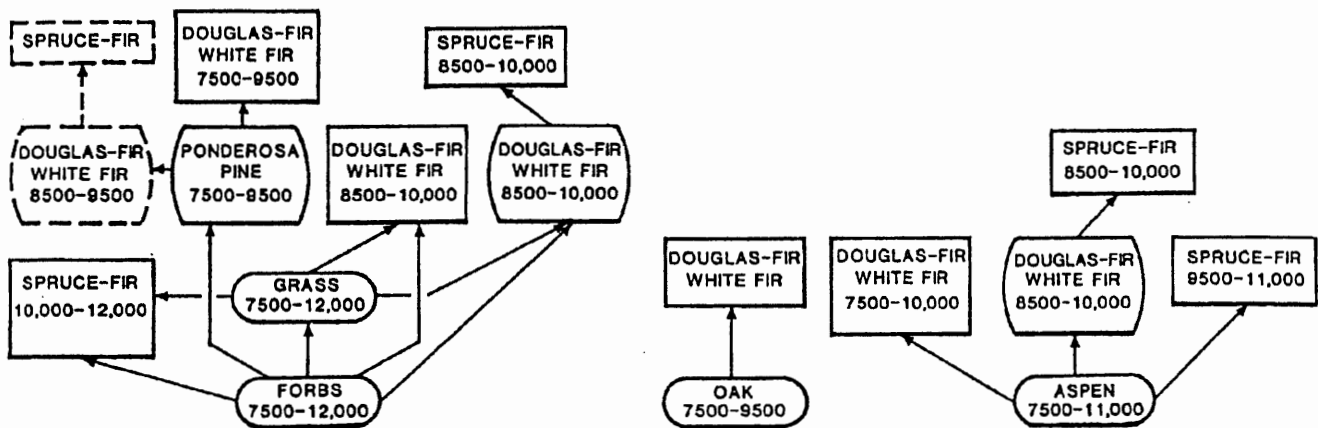 SPRUCE-FIR
DOUGLAS-FIR
WHITE FIR
7500-9500
SPRUCE-FIR
8500-10,000
DOUGLAS-FIR
WHITE FIR
8500-9500
PONDEROSA
PINE
7500-9500
DOUGLAS-FIR
WHITE FIR
8500-10,000
DOUGLAS-FIR
WHITE FIR
8500-10,000
SPRUCE-FIR
10,000-12,000
GRASS
7500-12,000
FORBS
7500-12,000
DOUGLAS-FIR
WHITE FIR
OAK
7500-9500
SPRUCE-FIR
8500-10,000
DOUGLAS-FIR
WHITE FIR
7500-10,000
DOUGLAS-FIR
WHITE FIR
8500-10,000
SPRUCE-FIR
9500-11,000
ASPEN
7500-11,000